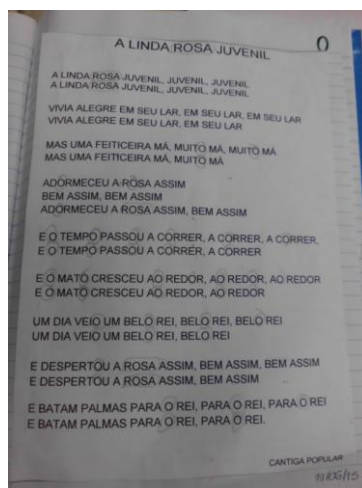 A LINDA ROSA JUVENIL
A LINDA ROSA JUVENIL, JUVENIL, JUVENIL
A LINDA ROSA JUVENIL, JUVENIL, JUVENIL
VIVIA ALEGRE EM SEU LAR, EM SEU LAR, EM SEU LAR
VIVIA ALEGRE EM SEU LAR, EM SEU LAR
MAS UMA FEITICEIRA MÁ, MUITO MÁ, MUITO MÁ
MAS UMA FEITICEIRA MÁ, MUITO MÁ
ADORMECEU A ROSA ASSIM
BEM ASSIM, BEM ASSIM
ADORMECEU A ROSA ASSIM, BEM ASSIM
E O TEMPO PASSOU A CORRER, A CORRER, A CORRER,
E O TEMPO PASSOU A CORRER, A CORRER
E O MATO CRESCEU AO REDOR, AO REDOR, AO REDOR
E O MATO CRESCEU AO REDOR, AO REDOR
UM DIA VEIO UM BELO REI, BELO REI, BELO REI
UM DIA VEIO UM BELO REI, BELO REI
E DESPERTOU A ROSA ASSIM, BEM ASSIM, BEM ASSIM
E DESPERTOU A ROSA ASSIM, BEM ASSIM
E BATAM PALMAS PARA O REI, PARA O REI, PARA O REI
E BATAM PALMAS PARA O REI, PARA O REI.
CANTIGA POPULAR